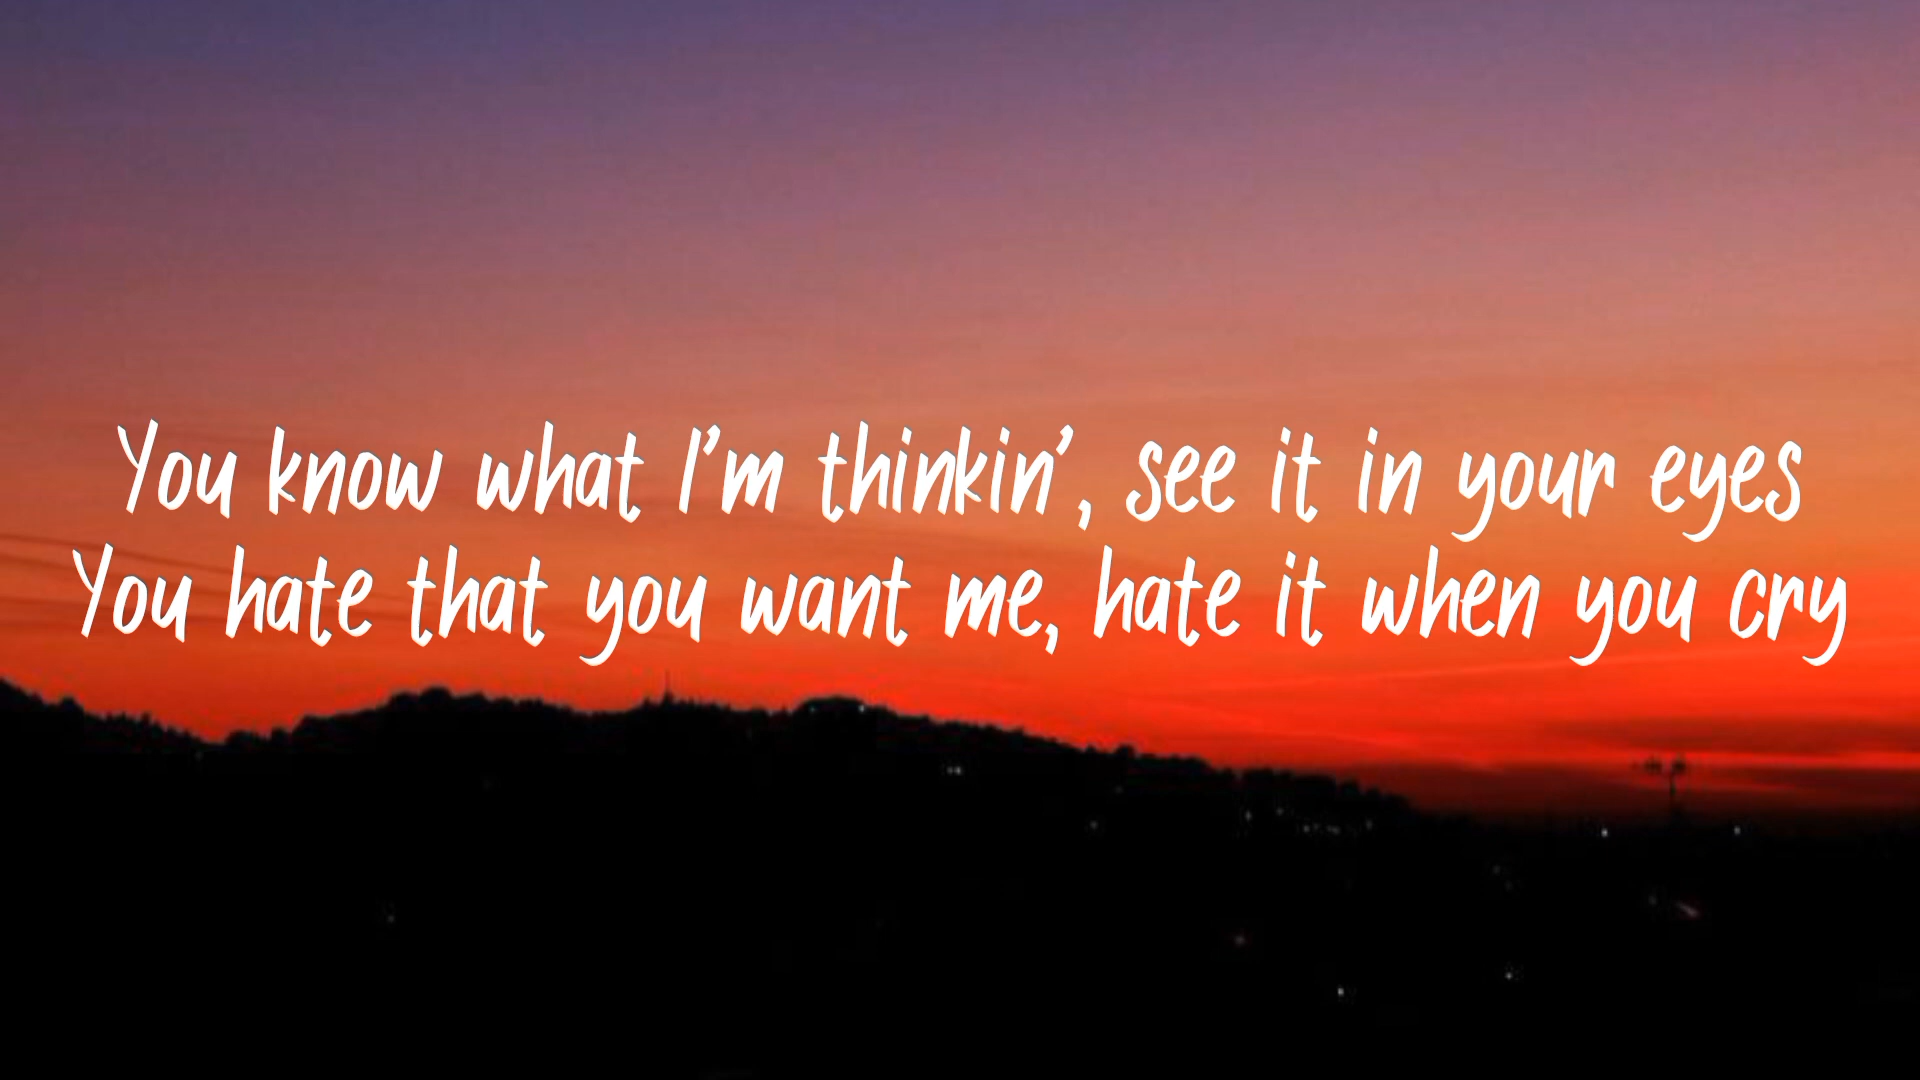 You know what I'm thinkin', see it in your eyes
You hate that you want me, hate it when you cry